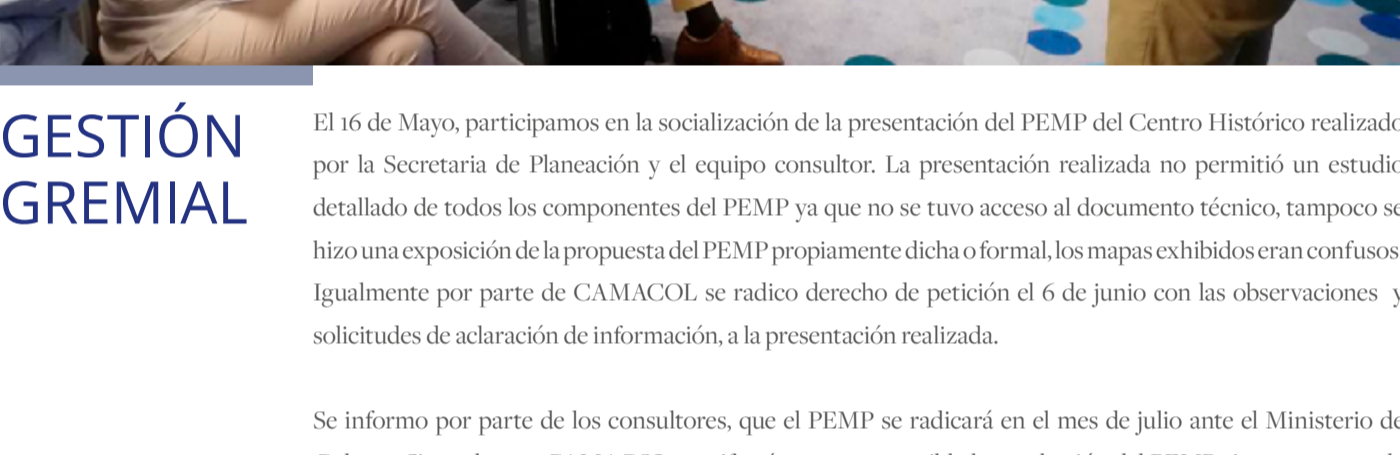 GESTIÓN
GREMIAL
El 16 de Mayo, participamos en la socialización de la presentación del PEMP del Centro Histórico realizado
por la Secretaria de Planeación y el equipo consultor. La presentación realizada no permitió un estudio
detallado de todos los componentes del PEMP ya que no se tuvo acceso al documento técnico, tampoco se
hizo una exposición de la propuesta del PEMP propiamente dicha o formal, los mapas exhibidos eran confusos
Igualmente por parte de CAMACOL se radico derecho de petición el 6 de junio con las observaciones y
solicitudes de aclaración de información, a la presentación realizada.
Se informo por parte de los consultores, que el PEMP se radicará en el mes de julio ante el Ministerio de